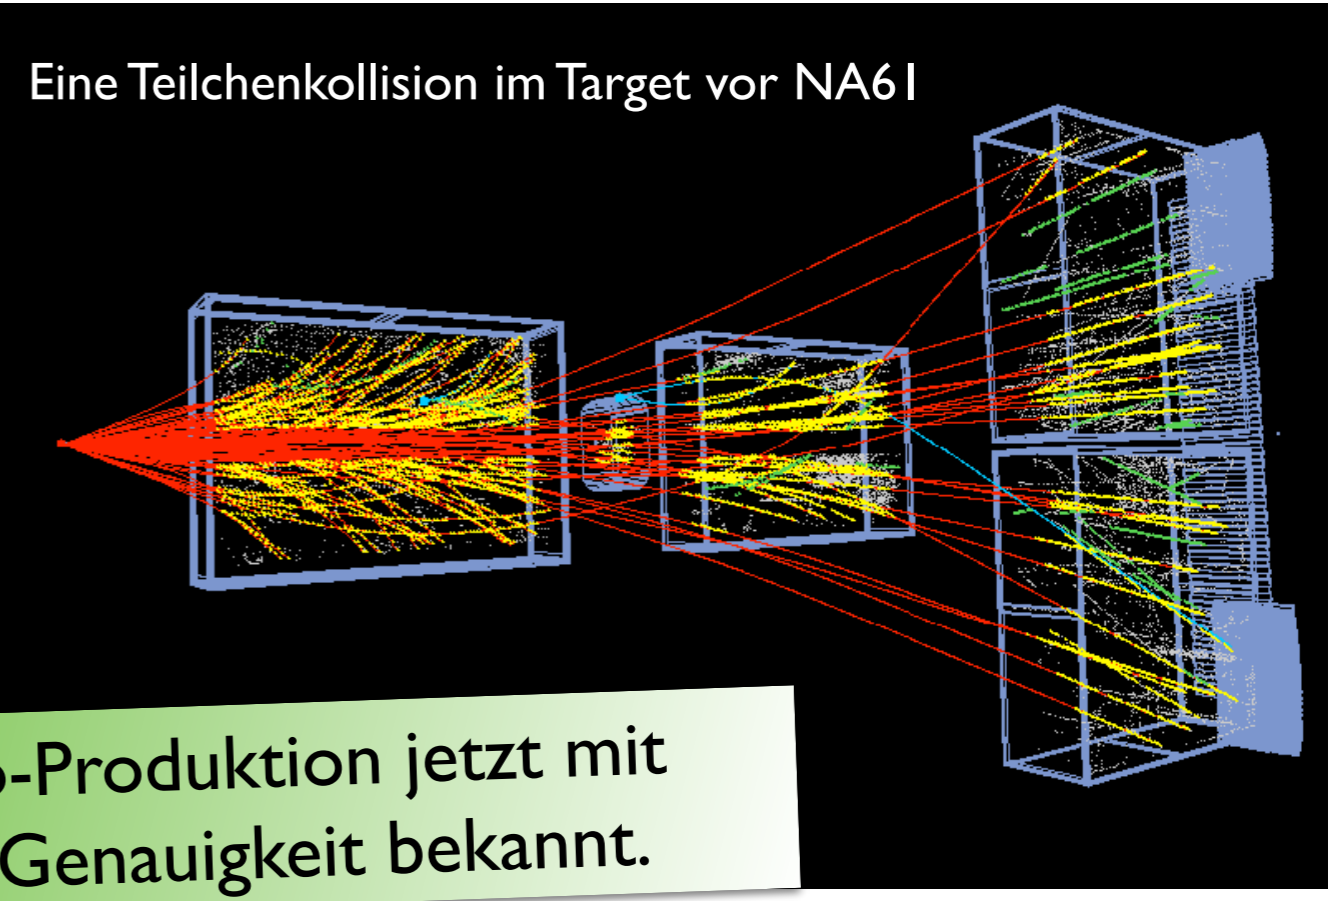 Eine Teilchenkollision im Target vor NA61
-Produktion jetzt mit
Genauigkeit bekannt.